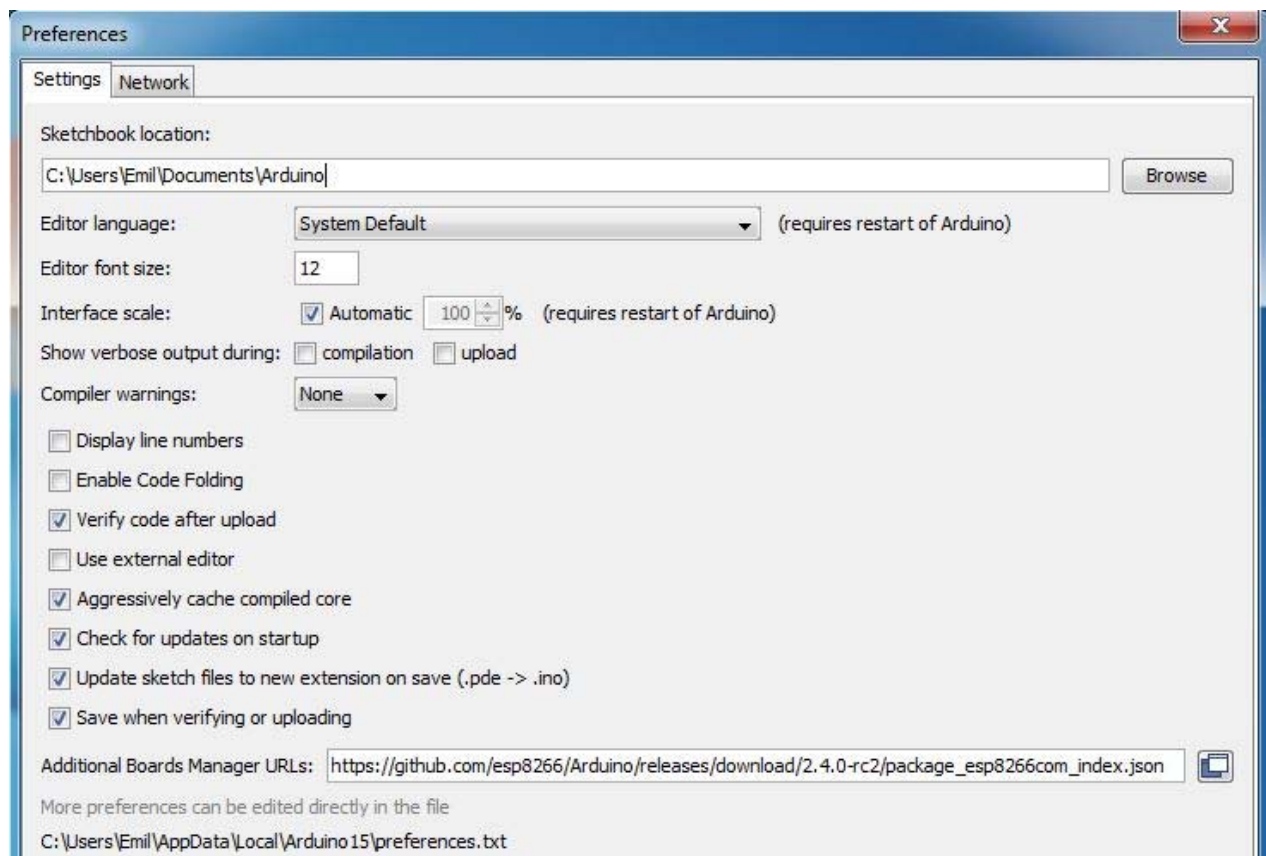 Preferences
Settings Network
Sketchbook location:
C:\Users\Emil\Documents\Arduino Browse
Editor language: System Default (requires restart of Arduino)
Editor font size: 12
Interface scale: Automatic 100 % (requires restart of Arduino)
Show verbose output during: compilation upload
Compiler warnings: None
Display line numbers
Enable Code Folding
Verify code after upload
Use external editor
Aggressively cache compiled core
Check for updates on startup
Update sketch files to new extension on save (.pde -> .ino)
Save when verifying or uploading
Additional Boards Manager URLs: https://github.com/esp8266/Arduino/releases/download/2.4.0-rc2/package_esp8266com_index.json
More preferences can be edited directly in the file
C:\Users\Emil\AppData\Local\Arduino15\preferences.txt